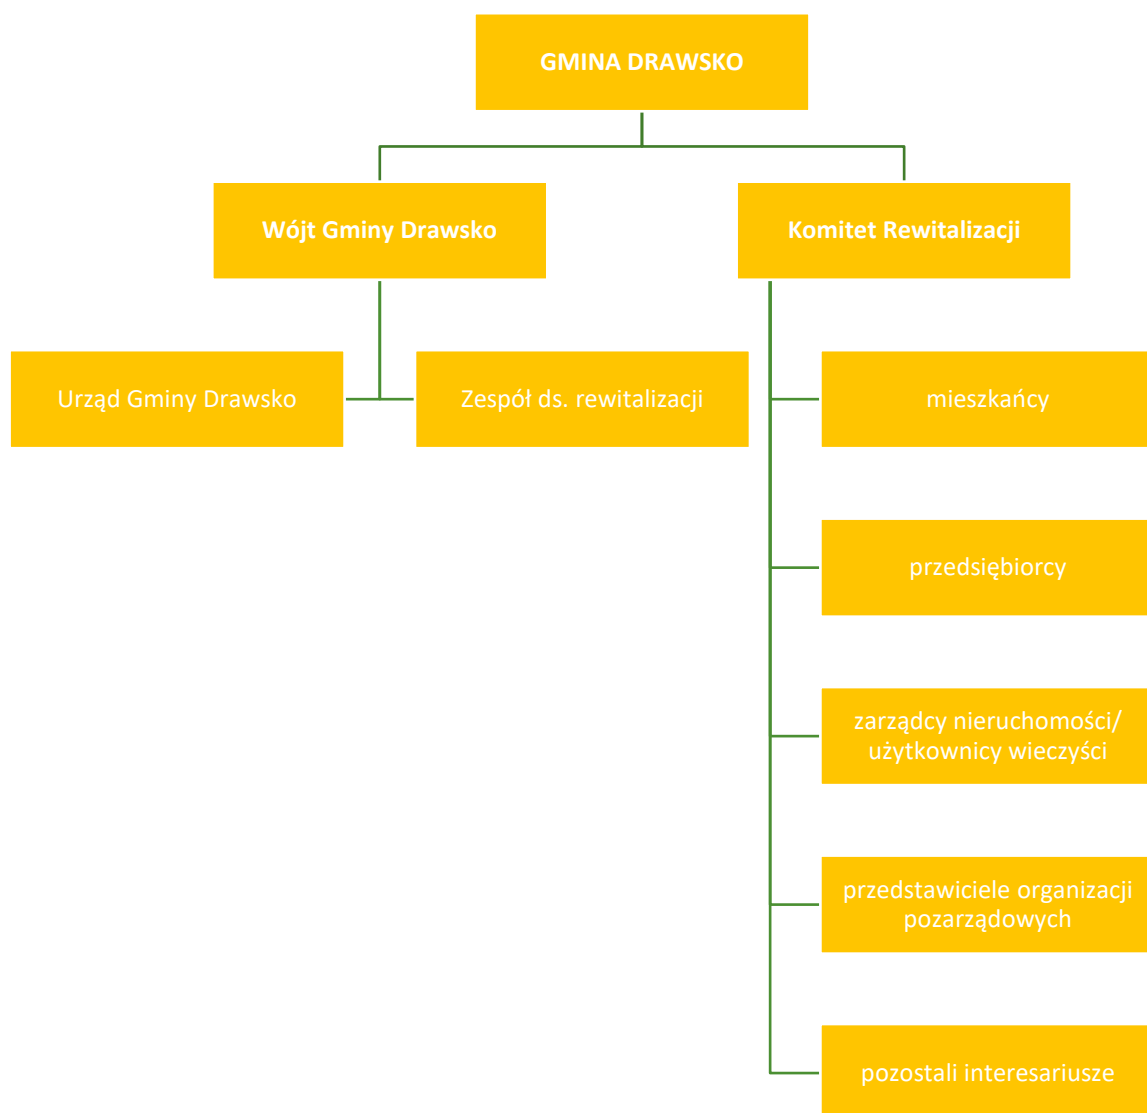 GMINA DRAWSKO
Wójt Gminy Drawsko
Komitet Rewitalizacji
Urząd Gminy Drawsko
Zespół ds. rewitalizacji
mieszkańcy
przedsiębiorcy
zarządcy nieruchomości/
użytkownicy wieczyści
przedstawiciele organizacji
pozarządowych
pozostali interesariusze